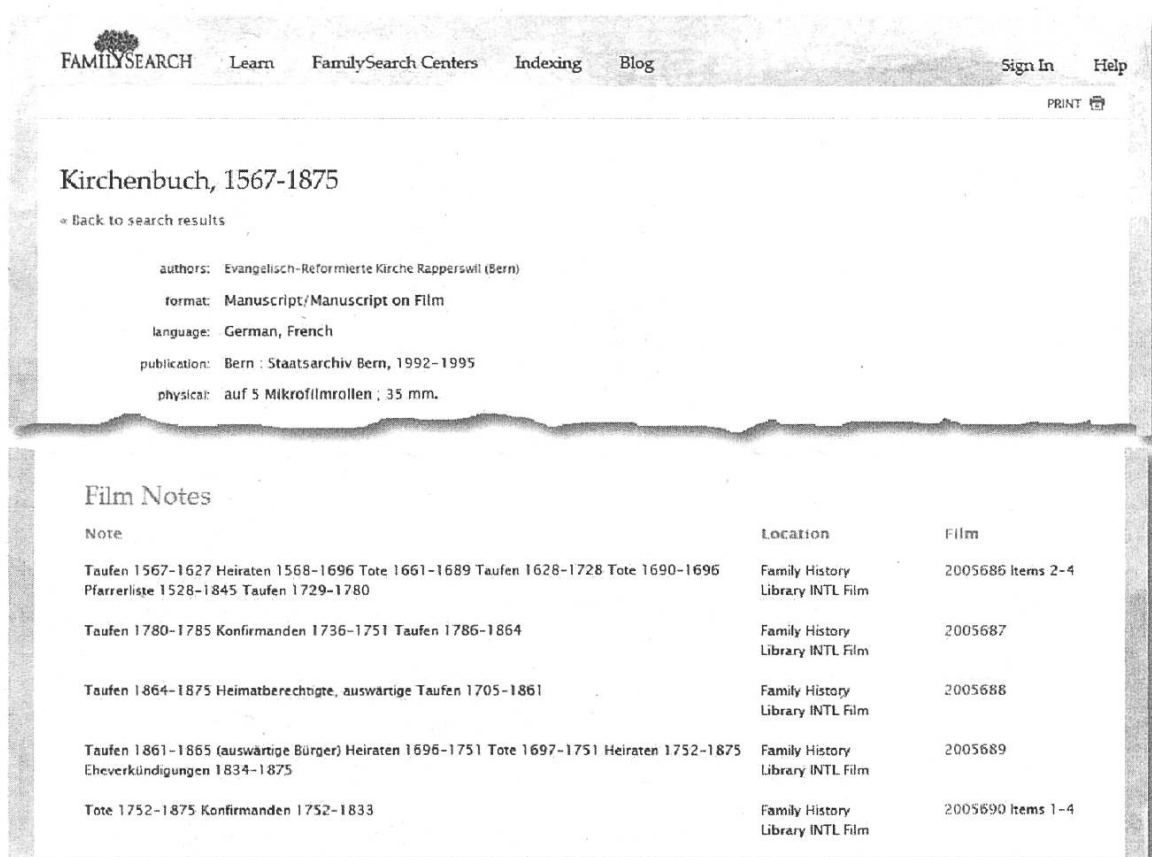 FAMILYSEARCH Learn FamilySearch Centers Indexing Blog Sign In Help
PRINT
Kirchenbuch, 1567-1875
« Back to search results
authors: Evangelisch-Reformierte Kirche Rapperswil (Bern)
format: Manuscript/Manuscript on Film
language: German, French
publication: Bern : Staatsarchiv Bern, 1992-1995
physical: auf 5 Mikrofilmrollen ; 35 mm.
Film Notes
Note Location Film
Taufen 1567-1627 Heiraten 1568-1696 Tote 1661-1689 Taufen 1628-1728 Tote 1690-1696 Family History 2005686 Items 2-4
Pfarrerliste 1528-1845 Taufen 1729-1780 Library INTL Film
Taufen 1780-1785 Konfirmanden 1736-1751 Taufen 1786-1864 Family History 2005687
Library INTL Film
Taufen 1864-1875 Heimatberechtigte, auswärtige Taufen 1705-1861 Family History 2005688
Library INTL Film
Taufen 1861-1865 (auswärtige Bürger) Heiraten 1696-1751 Tote 1697-1751 Heiraten 1752-1875 Family History 2005689
Eheverkündigungen 1834-1875 Library INTL Film
Tote 1752-1875 Konfirmanden 1752-1833 Family History 2005690 Items 1-4
Library INTL Film